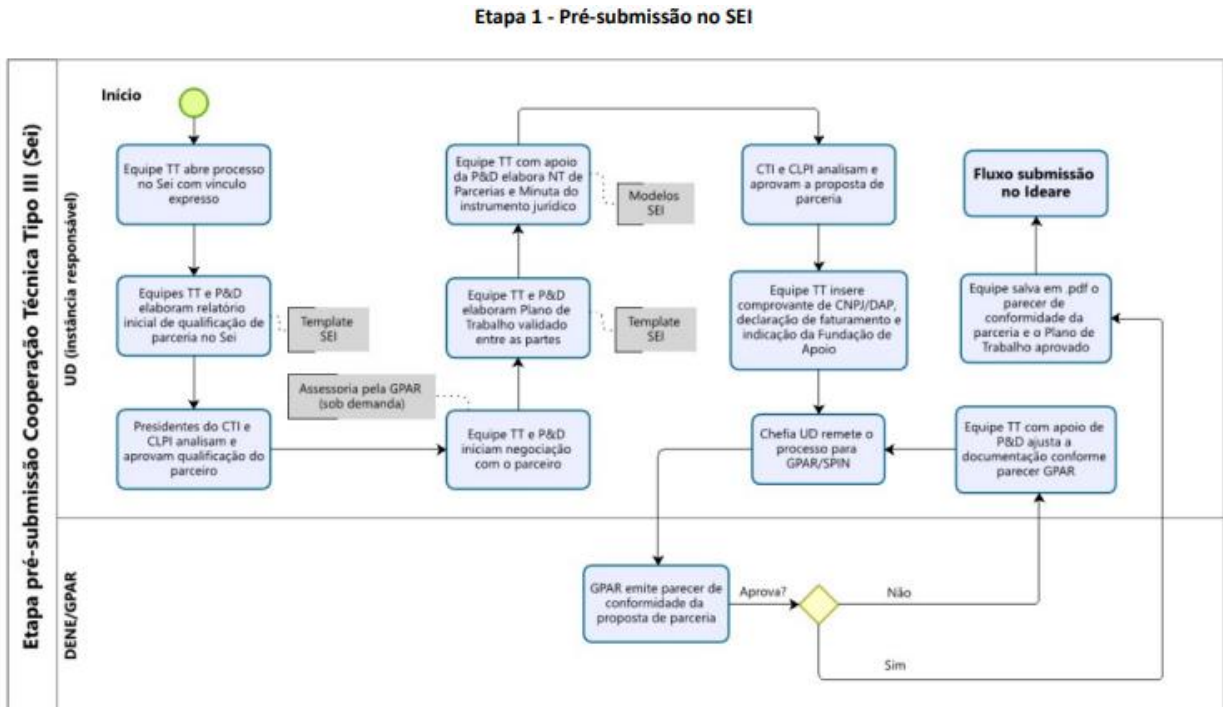 Etapa 1 - Pré-submissão no SEI
Etapa pré-submissão Cooperação Técnica Tipo III (Sei)
UD (instância responsável)
Início
Equipe TT abre processo
no Sei com vínculo
expresso
Equipes TT e P&D
elaboram relatório
inicial de qualificação de
parceria no Sei
Template
SEI
Presidentes do CTI e
CLPI analisam e
aprovam qualificação do
parceiro
Assessoria pela GPAR
(sob demanda)
Equipe TT e P&D
iniciam negociação
com o parceiro
Equipe TT e P&D
elaboram Plano de
Trabalho validado
entre as partes
Template
SEI
Equipe TT com apoio
da P&D elabora NT de
Parcerias e Minuta do
instrumento jurídico
Modelos
SEI
CTI e CLPI analisam e
aprovam a proposta de
parceria
Equipe TT insere
comprovante de CNPJ/DAP,
declaração de faturamento e
indicação da Fundação de
Apoio
Chefia UD remete o
processo para
GPAR/SPIN
Fluxo submissão
no Ideare
Equipe salva em .pdf o
parecer de
conformidade da
parceria e o Plano de
Trabalho aprovado
Equipe TT com apoio de
P&D ajusta a
documentação conforme
parecer GPAR
DENE/GPAR
GPAR emite parecer de
conformidade da
proposta de parceria
Aprova?
Não
Sim